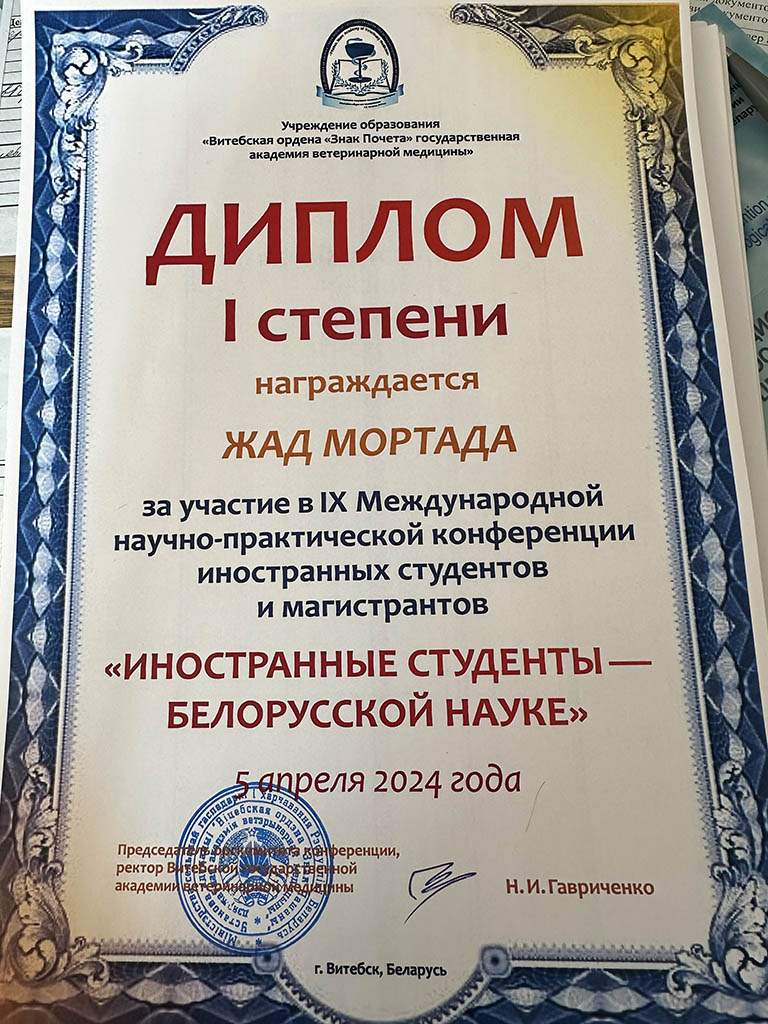 Учреждение образования
«Витебская ордена «Знак Почета» государственная
академия ветеринарной медицины»
ДИПЛОМ
I степени
награждается
ЖАД МОРТАДА
за участие в IX Международной
научно-практической конференции
иностранных студентов
и магистрантов
«ИНОСТРАННЫЕ СТУДЕНТЫ —
БЕЛОРУССКОЙ НАУКЕ»
5 апреля 2024 года
Председатель оргкомитета конференции,
ректор Витебской государственной
академии ветеринарной медицины
Н. И. Гавриченко
г. Витебск, Беларусь